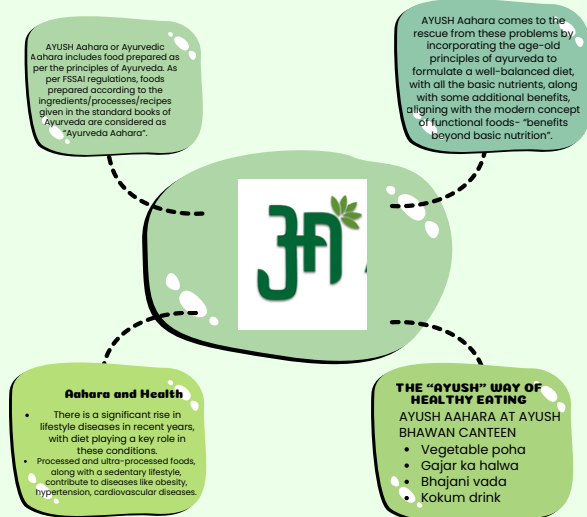 AYUSH Aahara or Ayurvedic
Aahara includes food prepared as
per the principles of Ayurveda. As
per FSSAI regulations, foods
prepared according to the
ingredients/processes/recipes
given in the standard books of
Ayurveda are considered as
"Ayurveda Aahara”.
AYUSH Aahara comes to the
rescue from these problems by
incorporating the age-old
principles of ayurveda to
formulate a well-balanced diet,
with all the basic nutrients, along
with some additional benefits,
aligning with the modern concept
of functional foods- “benefits
beyond basic nutrition”.
आ
Aahara and Health
• There is a significant rise in
lifestyle diseases in recent years,
with diet playing a key role in
these conditions.
• Processed and ultra-processed foods,
along with a sedentary lifestyle,
contribute to diseases like obesity,
hypertension, cardiovascular diseases.
THE “AYUSH” WAY OF
HEALTHY EATING
AYUSH AAHARA AT AYUSH
BHAWAN CANTEEN
• Vegetable poha
• Gajar ka halwa
• Bhajani vada
• Kokum drink